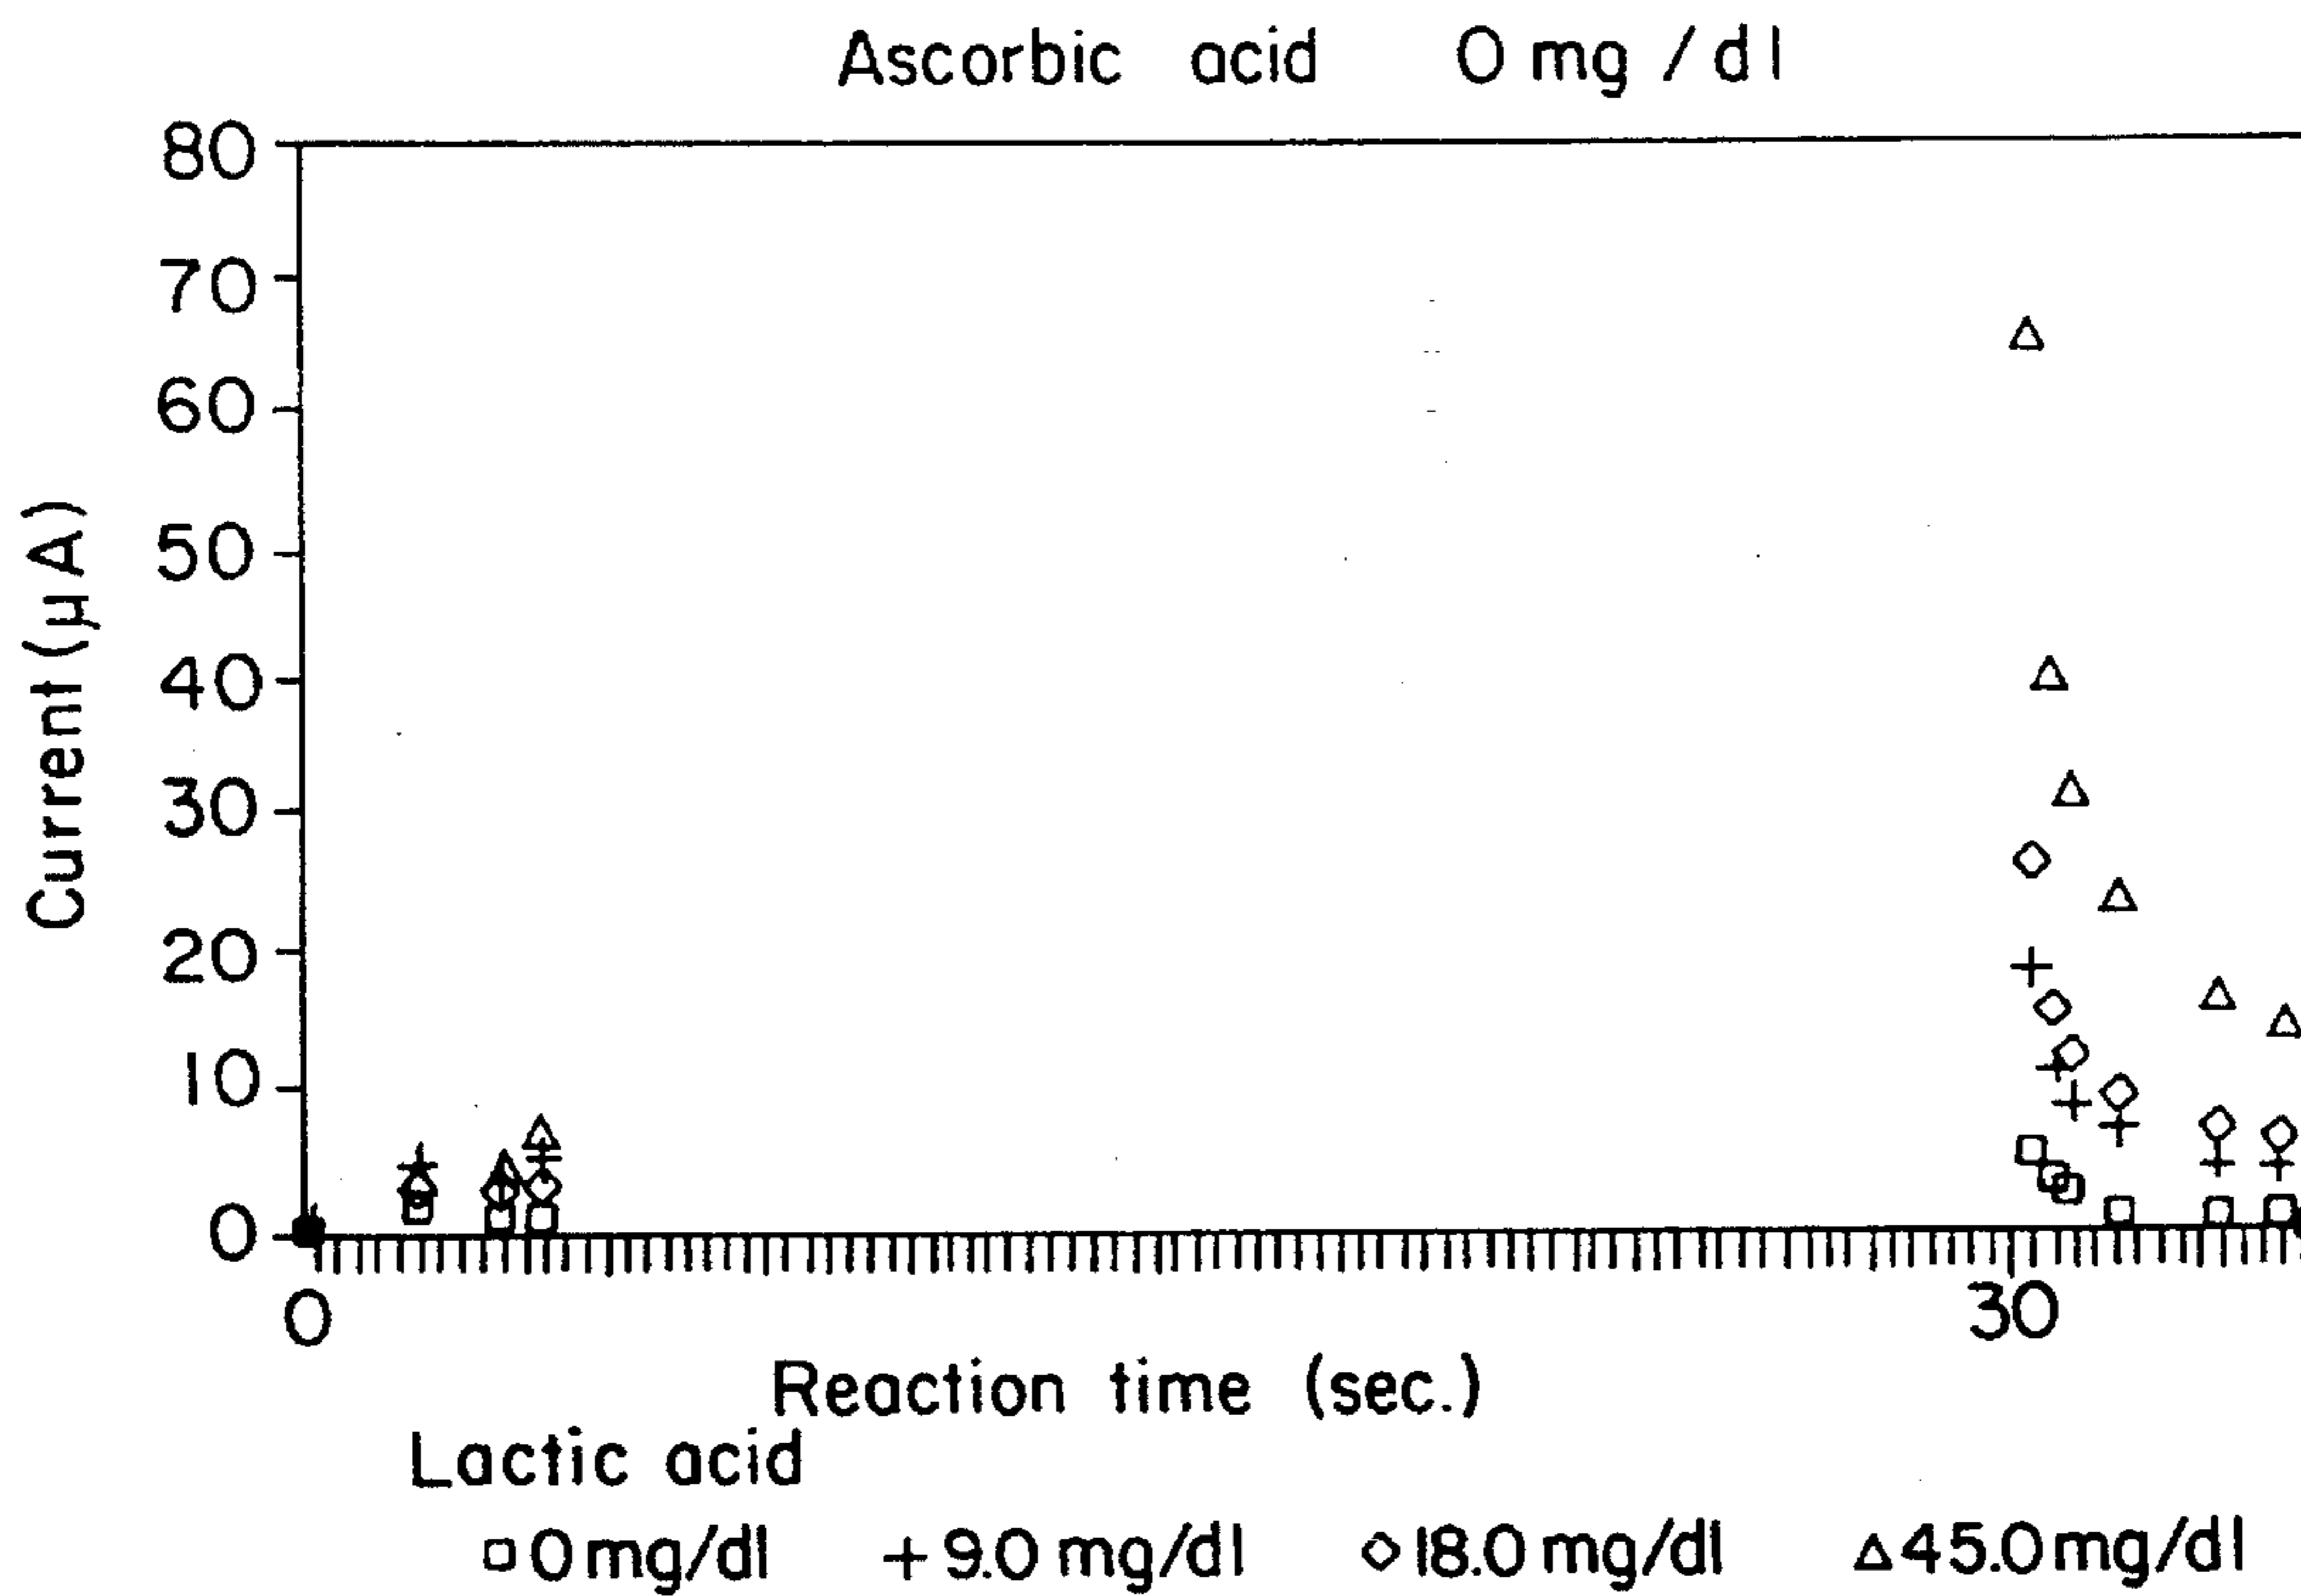 Ascorbic acid 0 mg / dl
80
70
60
50
40
30
20
10
0
Current (μA)
0 30
Reaction time (sec.)
Lactic acid
0 mg/dl 9.0 mg/dl 18.0 mg/dl 45.0 mg/dl